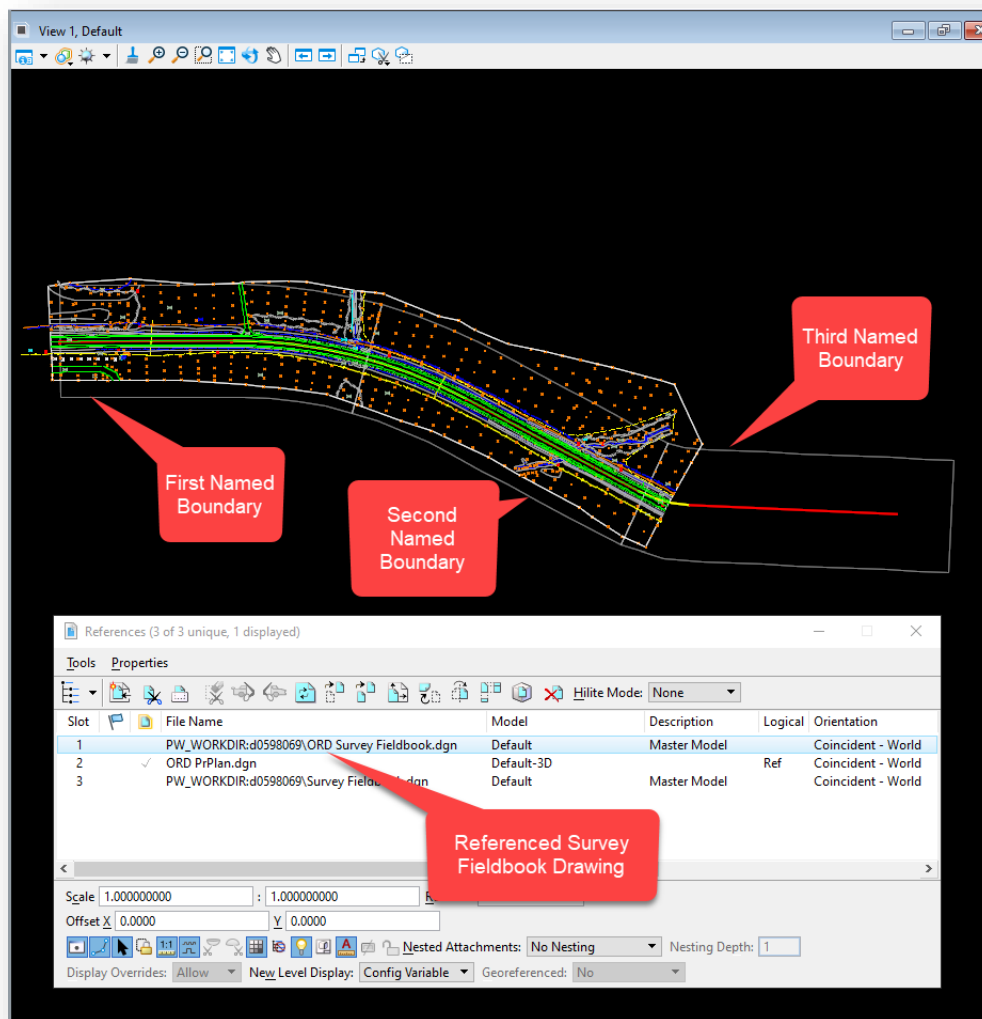 View 1, Default
Third Named
Boundary
First Named
Boundary
Second
Named
Boundary
References (3 of 3 unique, 1 displayed)
Tools Properties
Hilite Mode: None
Slot File Name Model Description Logical Orientation
1 PW_WORKDIR:d0598069\ORD Survey Fieldbook.dgn Default Master Model Coincident - World
2 ORD PrPlan.dgn Default-3D Ref Coincident - World
3 PW_WORKDIR:d0598069\Survey Fieldbook.dgn Default Master Model Coincident - World
Referenced Survey
Fieldbook Drawing
Scale 1.000000000 : 1.000000000
Offset X 0.0000 Y 0.0000
1:1 Nested Attachments: No Nesting Nesting Depth: 1
Display Overrides: Allow New Level Display: Config Variable Georeferenced: No